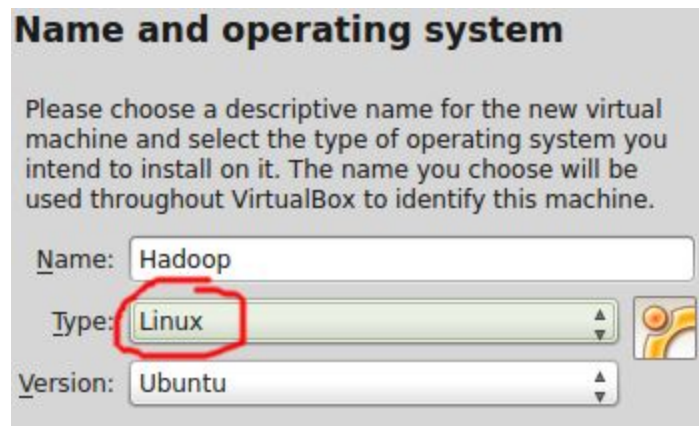 Name and operating system
Please choose a descriptive name for the new virtual
machine and select the type of operating system you
intend to install on it. The name you choose will be
used throughout VirtualBox to identify this machine.
Name: Hadoop
Type: Linux
Version: Ubuntu